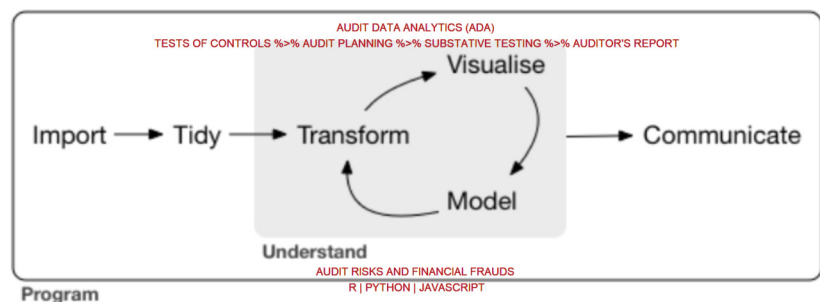 AUDIT DATA ANALYTICS (ADA)
TESTS OF CONTROLS %>% AUDIT PLANNING %>% SUBSTATIVE TESTING %>% AUDITOR'S REPORT
Visualise
Import
Tidy
Transform
Communicate
Model
Understand
AUDIT RISKS AND FINANCIAL FRAUDS
R | PYTHON | JAVASCRIPT
Program